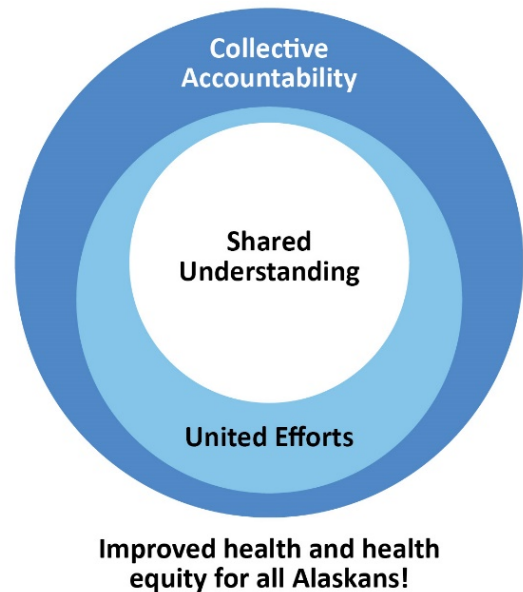 Collective
Accountability
Shared
Understanding
United Efforts
Improved health and health
equity for all Alaskans!